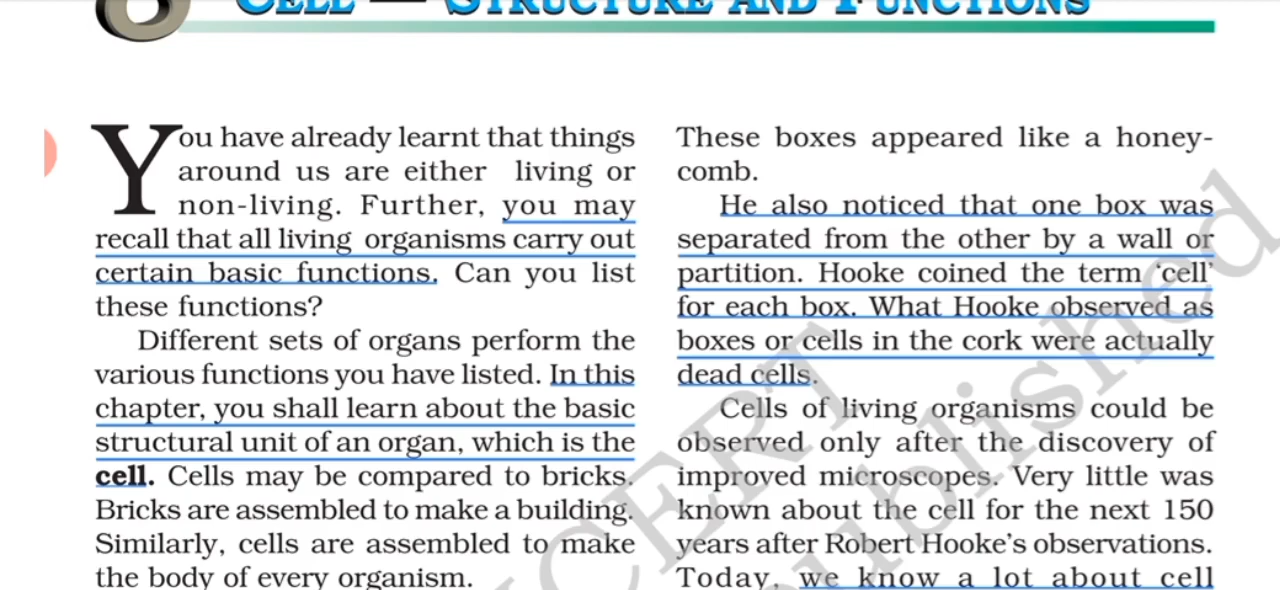 8 CELL — STRUCTURE AND FUNCTIONS
You have already learnt that things
around us are either living or
non-living. Further, you may
recall that all living organisms carry out
certain basic functions. Can you list
these functions?
Different sets of organs perform the
various functions you have listed. In this
chapter, you shall learn about the basic
structural unit of an organ, which is the
cell. Cells may be compared to bricks.
Bricks are assembled to make a building.
Similarly, cells are assembled to make
the body of every organism.
These boxes appeared like a honey-
comb.
He also noticed that one box was
separated from the other by a wall or
partition. Hooke coined the term ‘cell’
for each box. What Hooke observed as
boxes or cells in the cork were actually
dead cells.
Cells of living organisms could be
observed only after the discovery of
improved microscopes. Very little was
known about the cell for the next 150
years after Robert Hooke’s observations.
Today, we know a lot about cell
NCERT
published